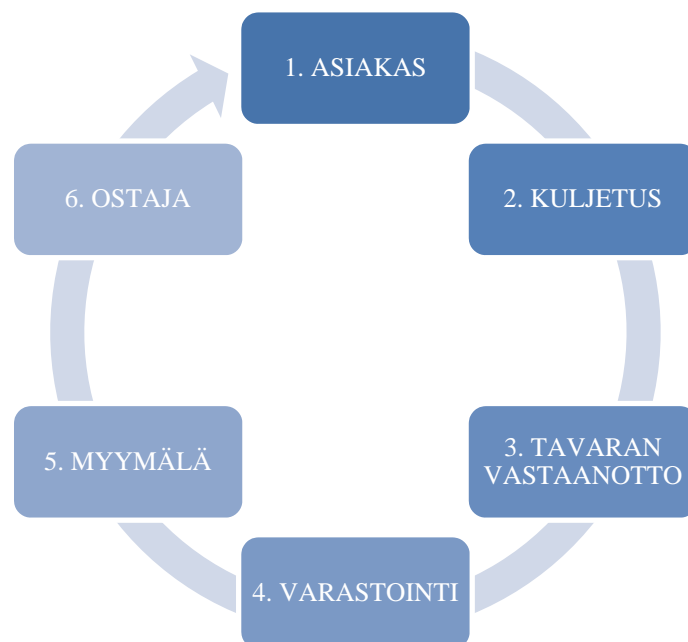 1. ASIAKAS
2. KULJETUS
3. TAVARAN
VASTAANOTTO
4. VARASTOINTI
5. MYYMÄLÄ
6. OSTAJA